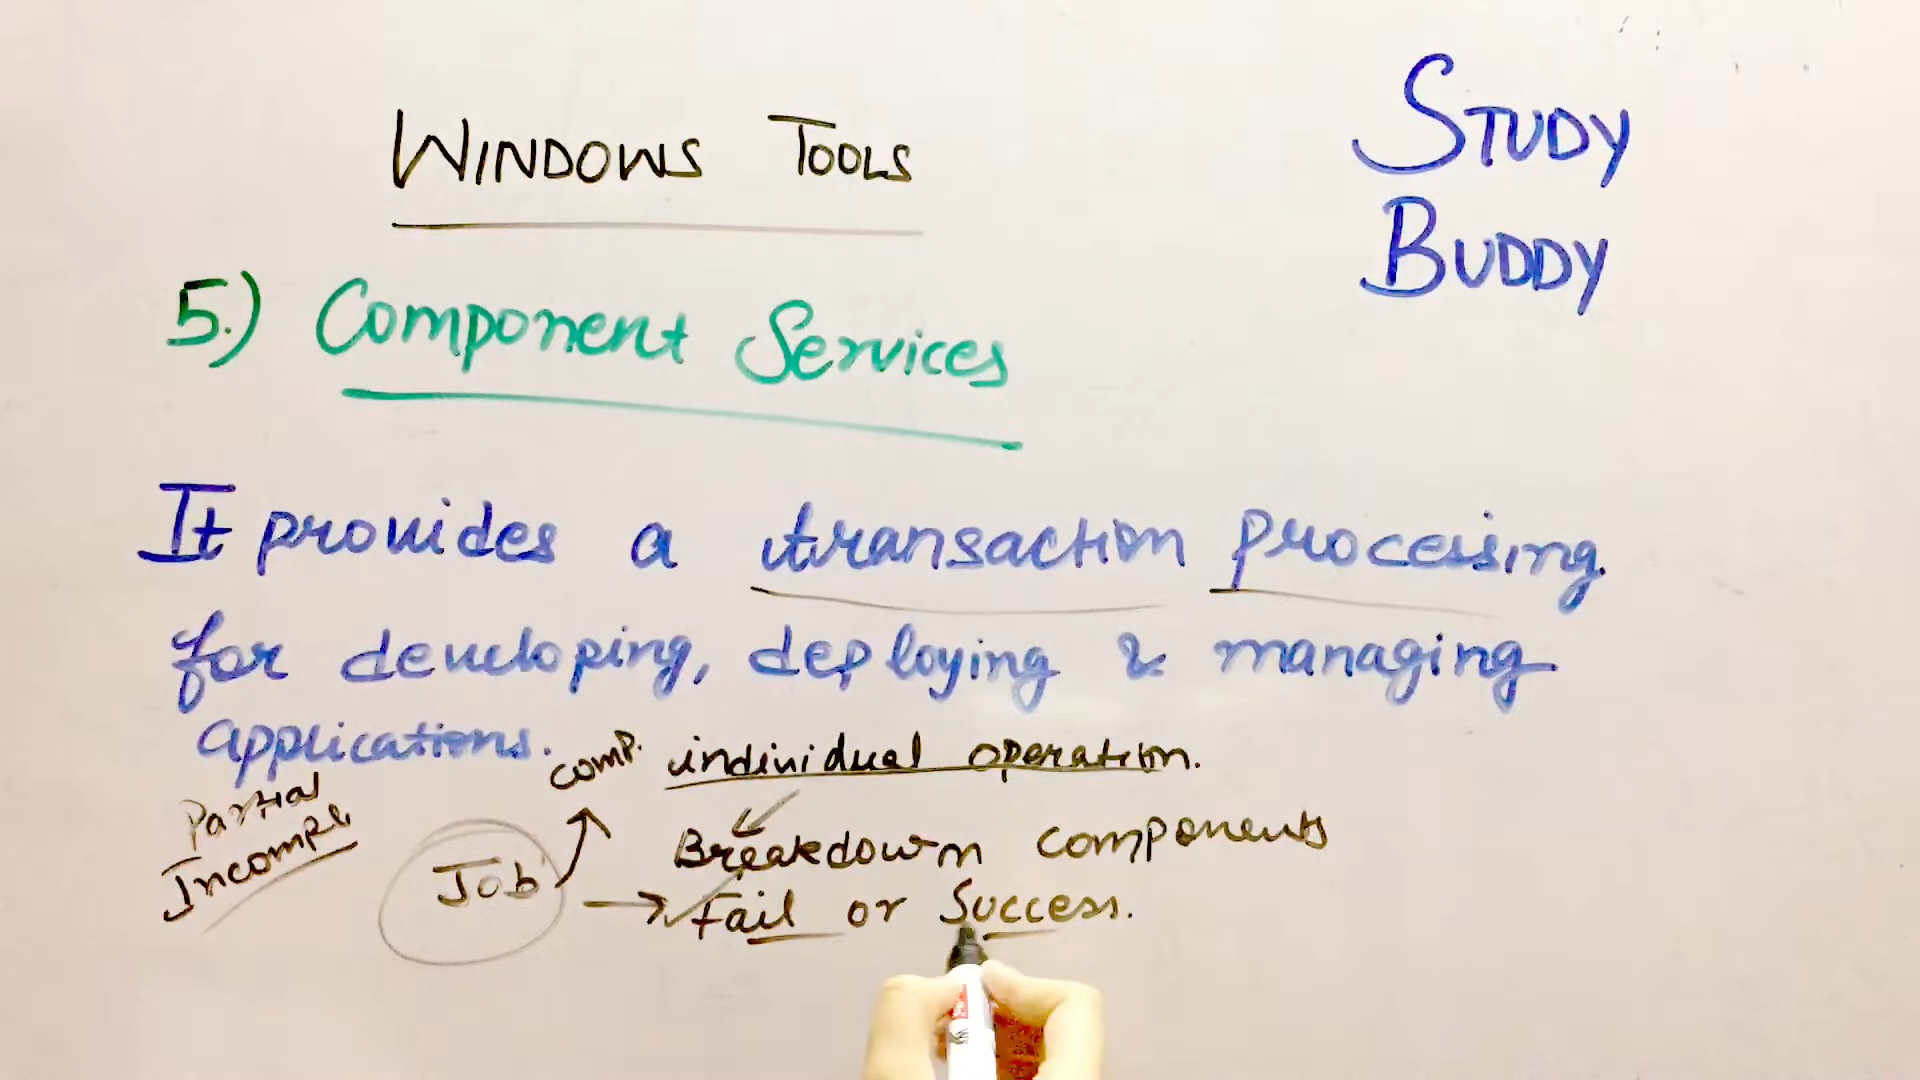 WINDOWS TOOLS
STUDY
BUDDY
5.) Component Services
It provides a transaction processing
for developing, deploying & managing
applications.
comp. individual operation.
Partial
Incomple
Breakdown components
Job
Fail or Success.